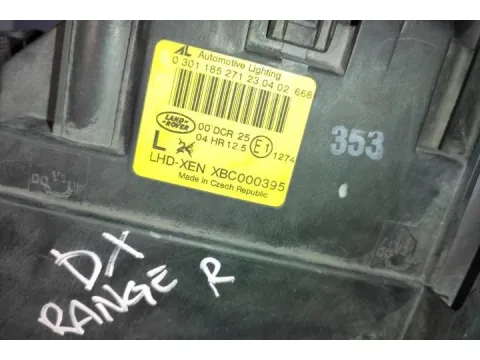 AL Automotive Lighting
0 301 185 271 23 04 02 668
LAND-
ROVER
00 DCR 25
04 HR 12.5
E1
1274
L
LHD-XEN XBC000395
Made in Czech Republic
353
DX
RANGE R